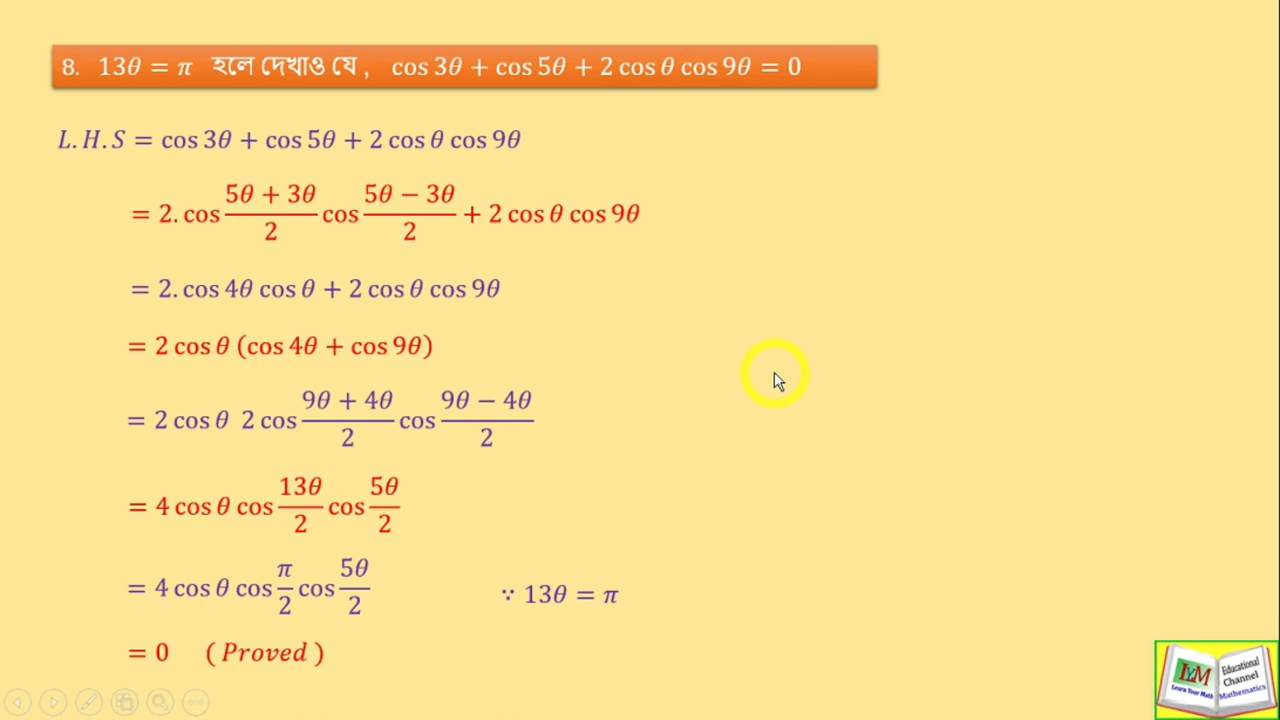 8. 13θ = π হলে দেখাও যে , cos 3θ + cos 5θ + 2 cos θ cos 9θ = 0
L.H.S = cos 3θ + cos 5θ + 2 cos θ cos 9θ
= 2. cos (5θ + 3θ)/2 cos (5θ − 3θ)/2 + 2 cos θ cos 9θ
= 2. cos 4θ cos θ + 2 cos θ cos 9θ
= 2 cos θ (cos 4θ + cos 9θ)
= 2 cos θ 2 cos (9θ + 4θ)/2 cos (9θ − 4θ)/2
= 4 cos θ cos 13θ/2 cos 5θ/2
= 4 cos θ cos π/2 cos 5θ/2 ∵ 13θ = π
= 0 ( Proved )
LYM
Learn Your Math
Educational
Channel
Mathematics